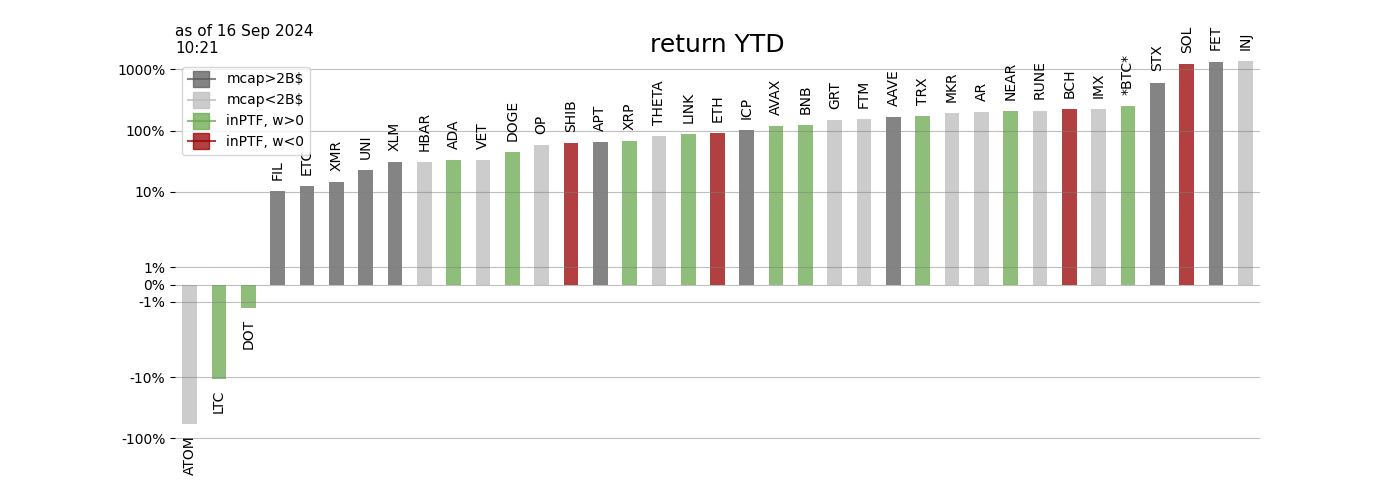 as of 16 Sep 2024
10:21
return YTD
1000%
100%
10%
1%
0%
-1%
-10%
-100%
mcap>2B$
mcap<2B$
inPTF, w>0
inPTF, w<0
ATOM
LTC
DOT
FIL
ETC
XMR
UNI
XLM
HBAR
ADA
VET
DOGE
OP
SHIB
APT
XRP
THETA
LINK
ETH
ICP
AVAX
BNB
GRT
FTM
AAVE
TRX
MKR
AR
NEAR
RUNE
BCH
IMX
*BTC*
STX
SOL
FET
INJ